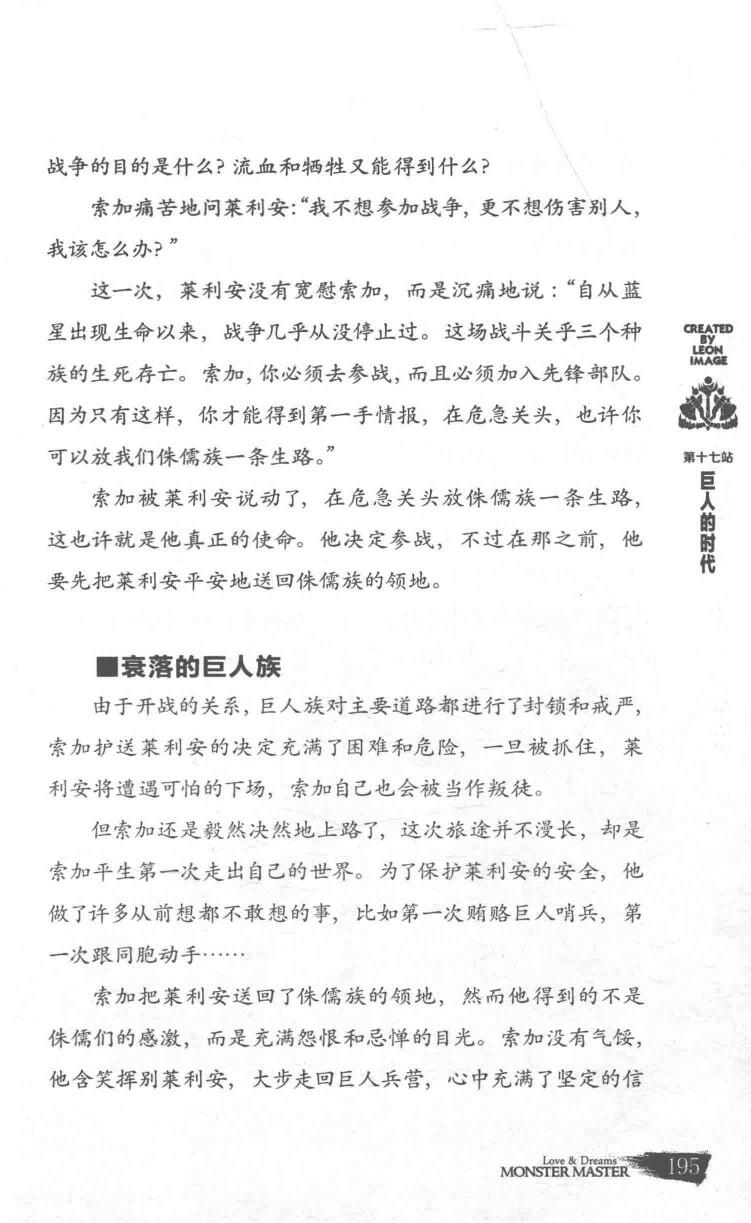 战争的目的是什么？流血和牺牲又能得到什么？
索加痛苦地问莱利安：“我不想参加战争，更不想伤害别人，
我该怎么办？”
这一次，莱利安没有宽慰索加，而是沉痛地说：“自从蓝
星出现生命以来，战争几乎从没停止过。这场战斗关乎三个种
族的生死存亡。索加，你必须去参战，而且必须加入先锋部队。
因为只有这样，你才能得到第一手情报，在危急关头，也许你
可以放我们侏儒族一条生路。”
索加被莱利安说动了，在危急关头放侏儒族一条生路，
这也许就是他真正的使命。他决定参战，不过在那之前，他
要先把莱利安平安地送回侏儒族的领地。
■衰落的巨人族
由于开战的关系，巨人族对主要道路都进行了封锁和戒严，
索加护送莱利安的决定充满了困难和危险，一旦被抓住，莱
利安将遭遇可怕的下场，索加自己也会被当作叛徒。
但索加还是毅然决然地上路了，这次旅途并不漫长，却是
索加平生第一次走出自己的世界。为了保护莱利安的安全，他
做了许多从前想都不敢想的事，比如第一次贿赂巨人哨兵，第
一次跟同胞动手……
索加把莱利安送回了侏儒族的领地，然而他得到的不是
侏儒们的感激，而是充满怨恨和忌惮的目光。索加没有气馁，
他含笑挥别莱利安，大步走回巨人兵营，心中充满了坚定的信
CREATED
BY
LEON
IMAGE
第十七站
巨人的时代
Love & Dreams
MONSTER MASTER
195